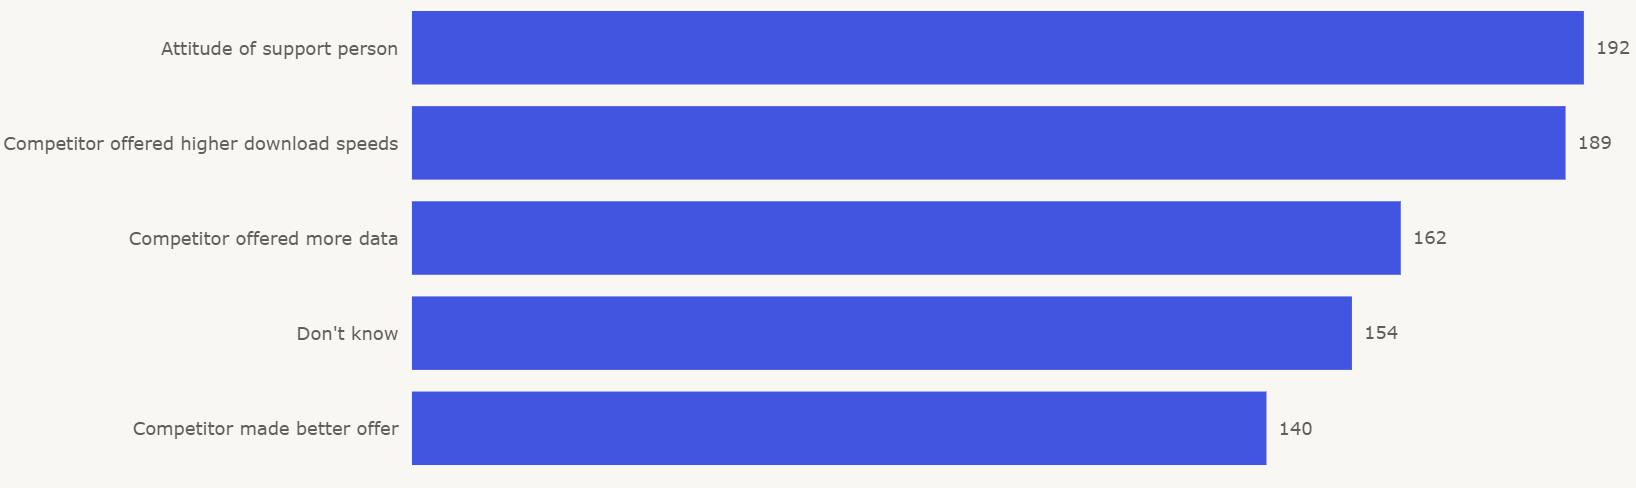 Attitude of support person 192
Competitor offered higher download speeds 189
Competitor offered more data 162
Don't know 154
Competitor made better offer 140